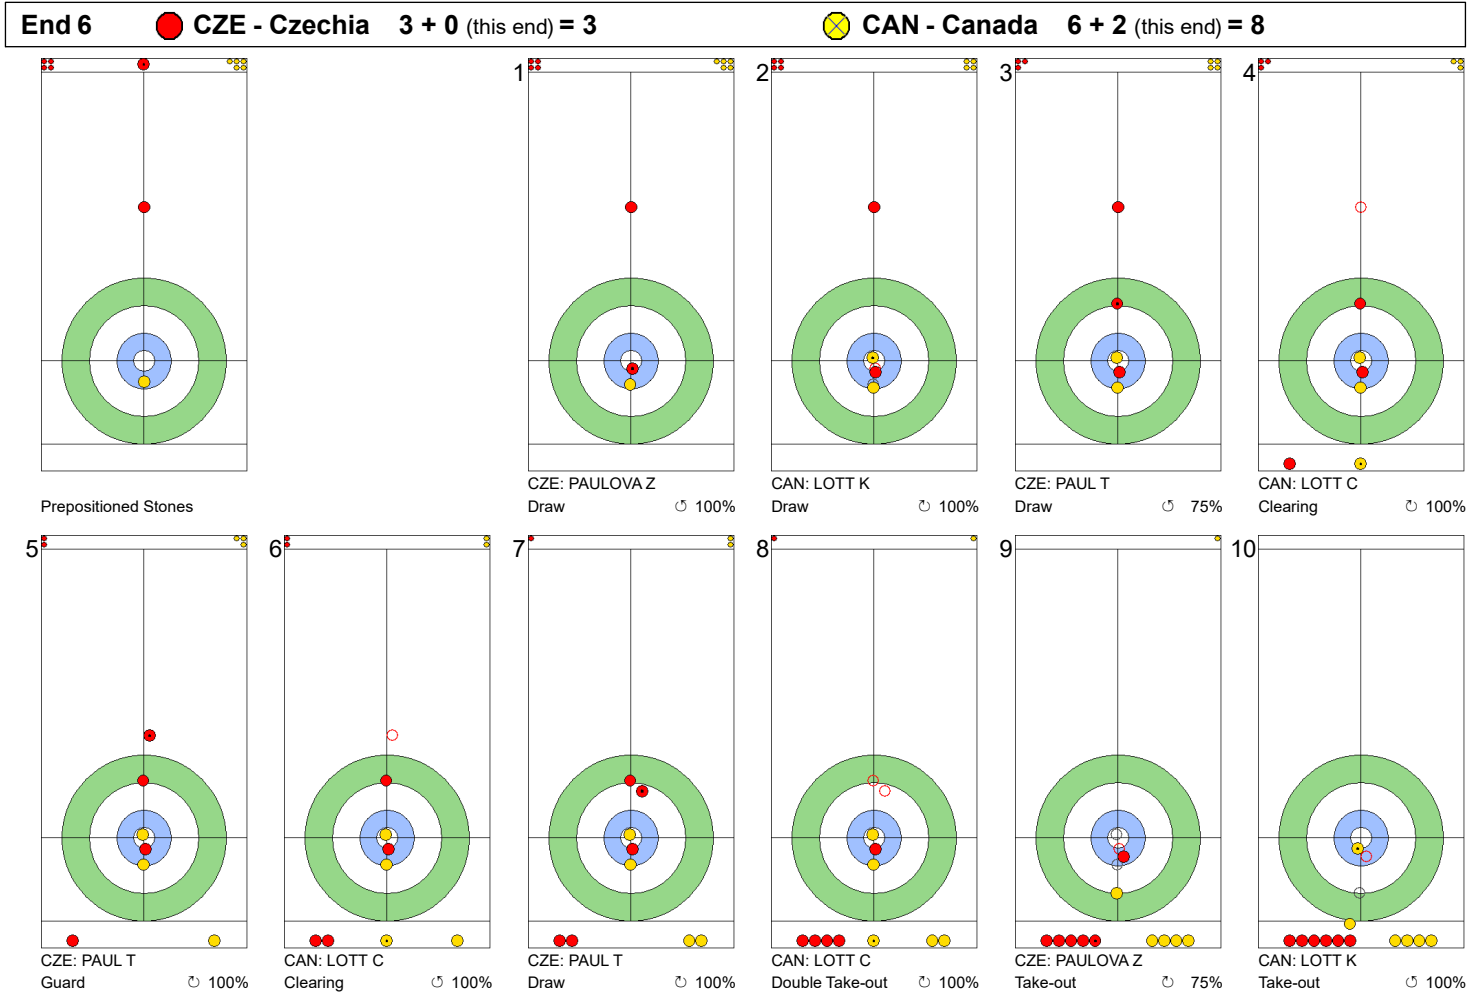 End 6 CZE - Czechia 3 + 0 (this end) = 3 CAN - Canada 6 + 2 (this end) = 8
1 2 3 4
Prepositioned Stones
CZE: PAULOVA Z
Draw ↺ 100%
CAN: LOTT K
Draw ↻ 100%
CZE: PAUL T
Draw ↺ 75%
CAN: LOTT C
Clearing ↻ 100%
5 6 7 8 9 10
CZE: PAUL T
Guard ↻ 100%
CAN: LOTT C
Clearing ↻ 100%
CZE: PAUL T
Draw ↻ 100%
CAN: LOTT C
Double Take-out ↻ 100%
CZE: PAULOVA Z
Take-out ↻ 75%
CAN: LOTT K
Take-out ↻ 100%